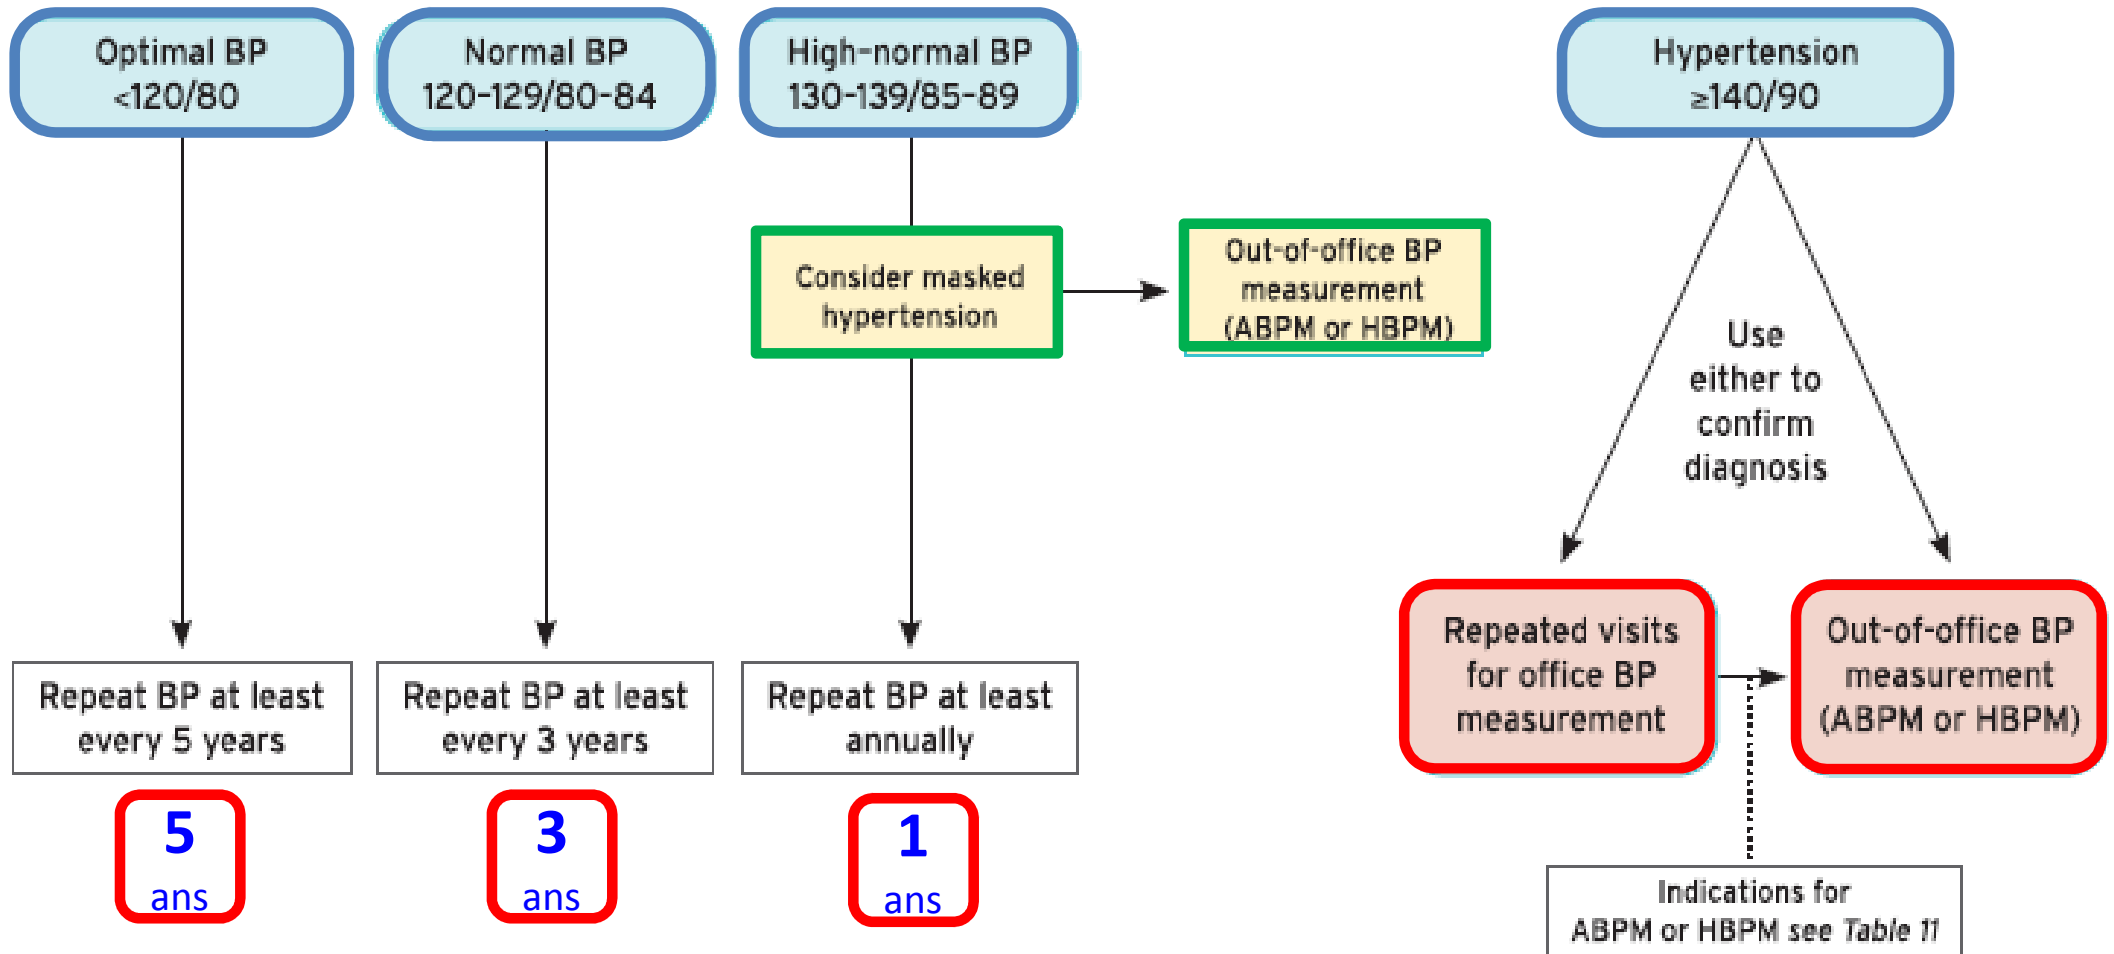 Optimal BP
<120/80
Normal BP
120-129/80-84
High-normal BP
130-139/85-89
Hypertension
≥140/90
Consider masked
hypertension
Out-of-office BP
measurement
(ABPM or HBPM)
Use
either to
confirm
diagnosis
Repeat BP at least
every 5 years
Repeat BP at least
every 3 years
Repeat BP at least
annually
Repeated visits
for office BP
measurement
Out-of-office BP
measurement
(ABPM or HBPM)
5
ans
3
ans
1
ans
Indications for
ABPM or HBPM see Table 11